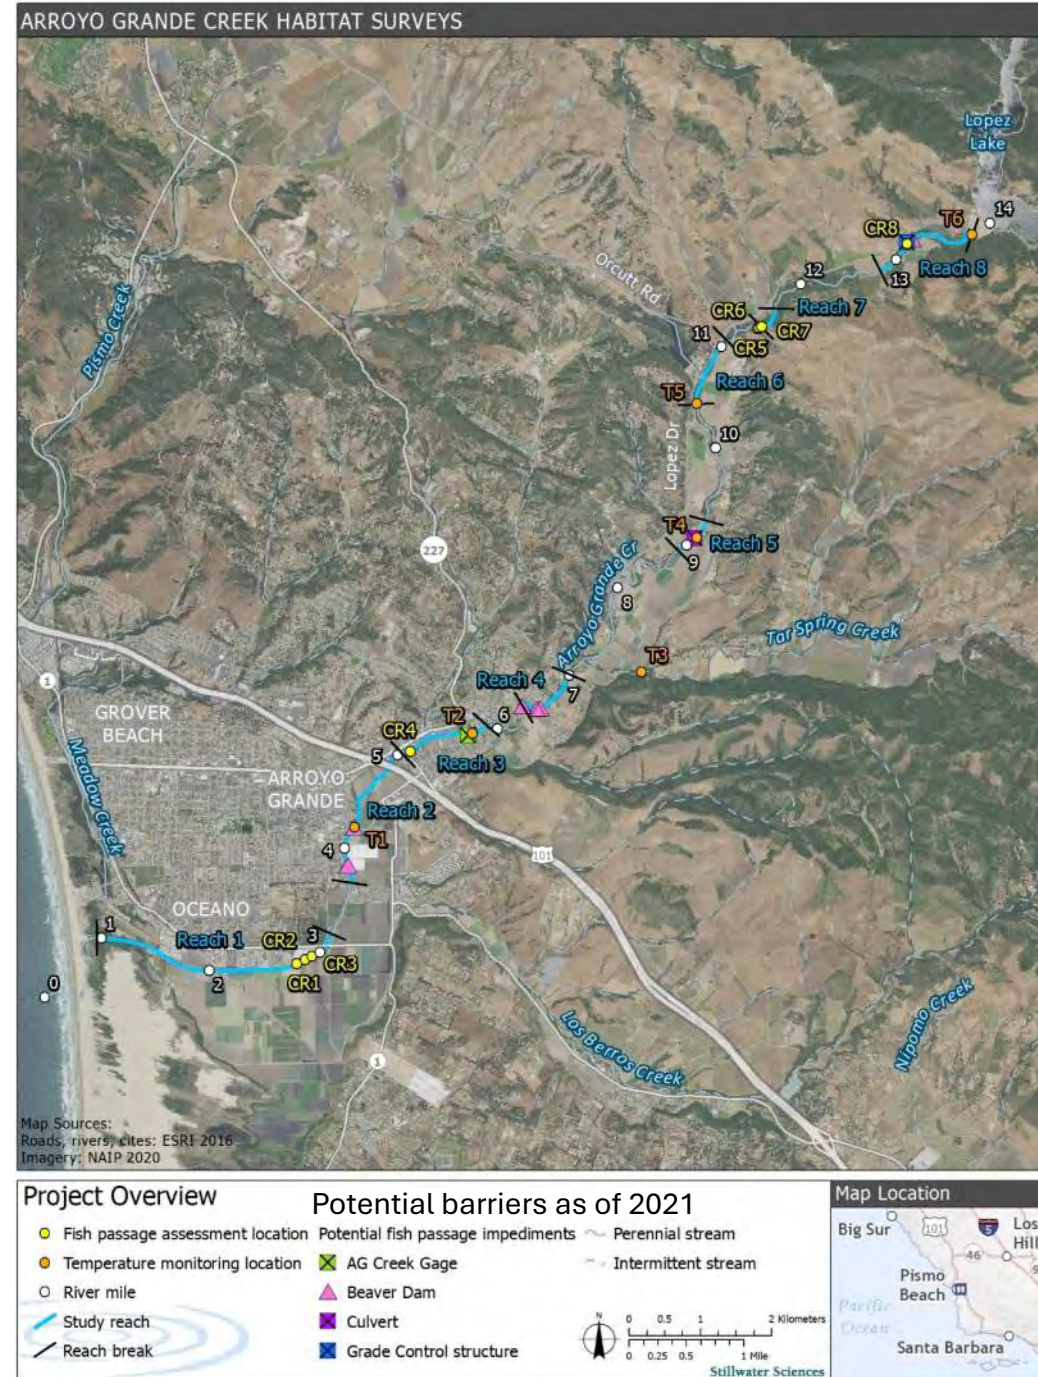 ARROYO GRANDE CREEK HABITAT SURVEYS
Lopez
Lake
14
T6
CR8
13
Reach 8
12
Orcutt Rd
Pismo Creek
CR6
Reach 7
CR7
11
CR5
Reach 6
T5
10
Lopez Dr
T4
Reach 5
9
227
Arroyo Grande Cr
8
Tar Spring Creek
T3
1
Reach 4
7
GROVER
BEACH
T2
6
CR4
Reach 3
5
ARROYO
GRANDE
Meadow Creek
Reach 2
T1
4
101
OCEANO
1
Reach 1
CR2
3
CR3
2
CR1
0
Nipomo Creek
Los Berros Creek
1
Map Sources:
Roads, rivers, cites: ESRI 2016
Imagery: NAIP 2020
Project Overview
Potential barriers as of 2021
Fish passage assessment location
Temperature monitoring location
River mile
Study reach
Reach break
Potential fish passage impediments
AG Creek Gage
Beaver Dam
Culvert
Grade Control structure
Perennial stream
Intermittent stream
N
0 0.5 1 2 Kilometers
0 0.25 0.5 1 Mile
Stillwater Sciences
Map Location
Big Sur
101
5
Los
Hill
46
9
Pismo
Beach
Pacific
Ocean
Santa Barbara